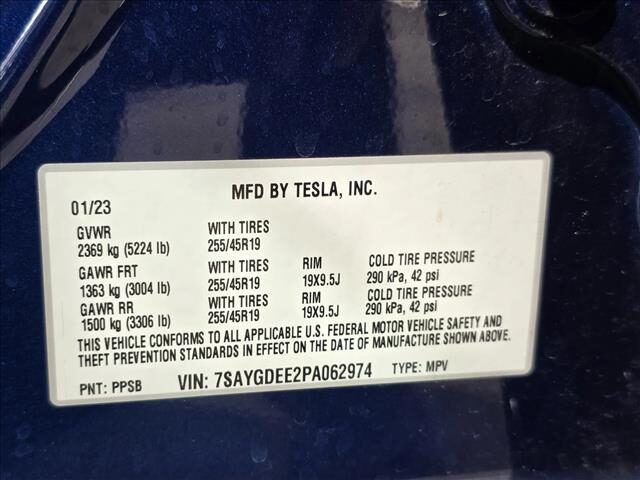 MFD BY TESLA, INC.
01/23
GVWR WITH TIRES
2369 kg (5224 lb) 255/45R19
GAWR FRT WITH TIRES RIM COLD TIRE PRESSURE
1363 kg (3004 lb) 255/45R19 19X9.5J 290 kPa, 42 psi
GAWR RR WITH TIRES RIM COLD TIRE PRESSURE
1500 kg (3306 lb) 255/45R19 19X9.5J 290 kPa, 42 psi
THIS VEHICLE CONFORMS TO ALL APPLICABLE U.S. FEDERAL MOTOR VEHICLE SAFETY AND
THEFT PREVENTION STANDARDS IN EFFECT ON THE DATE OF MANUFACTURE SHOWN ABOVE.
PNT: PPSB VIN: 7SAYGDEE2PA062974 TYPE: MPV